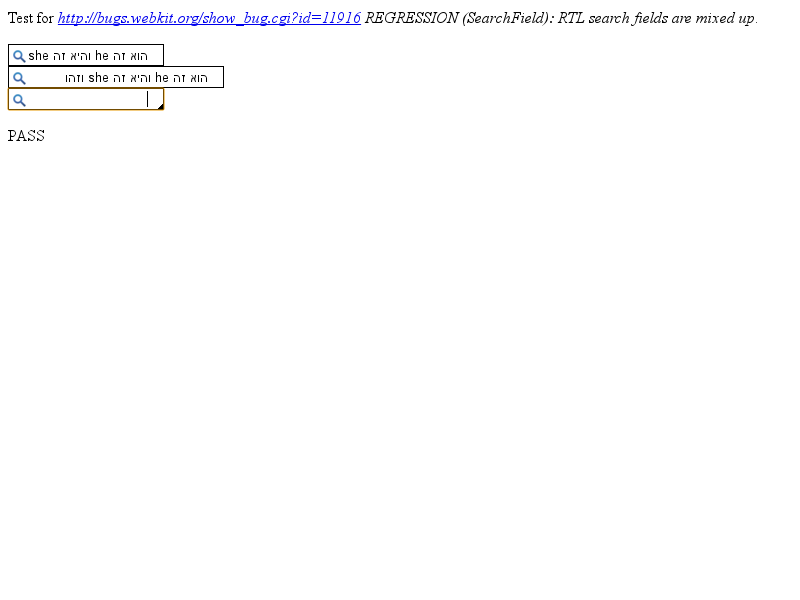 Test for http://bugs.webkit.org/show_bug.cgi?id=11916 REGRESSION (SearchField): RTL search fields are mixed up.
הוא זה he והיא זה she
הוא זה he והיא זה she וזהו
PASS